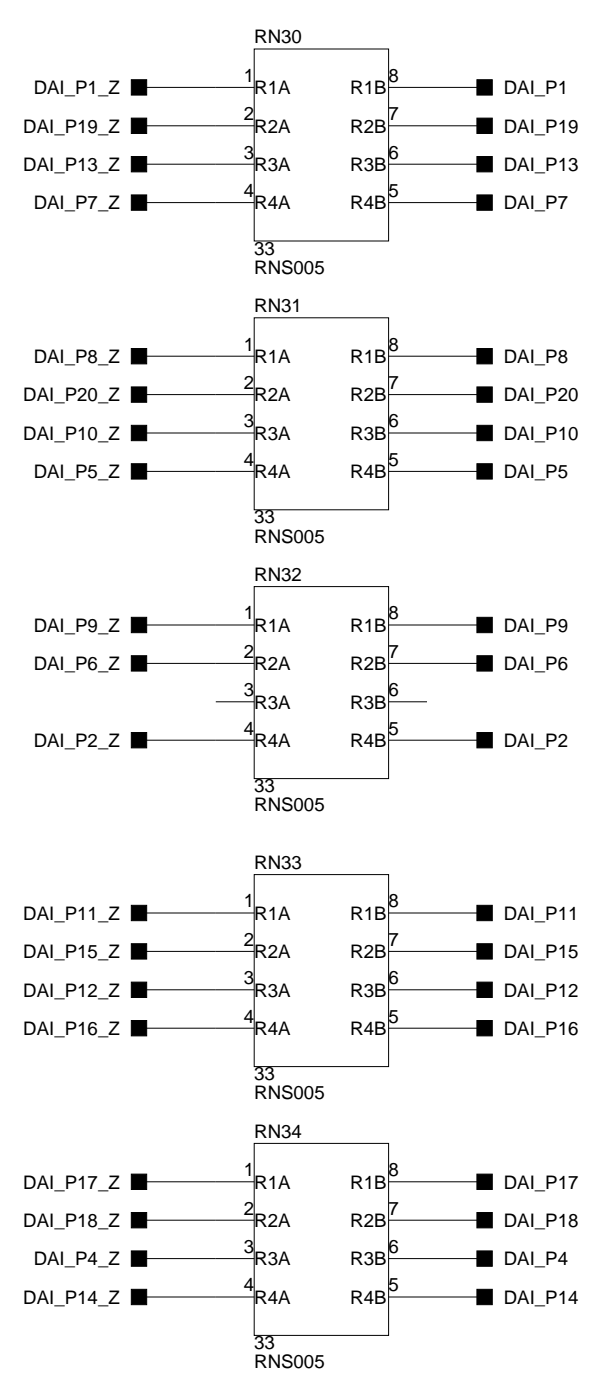 RN30
DAI_P1_Z 1 R1A R1B 8 DAI_P1
DAI_P19_Z 2 R2A R2B 7 DAI_P19
DAI_P13_Z 3 R3A R3B 6 DAI_P13
DAI_P7_Z 4 R4A R4B 5 DAI_P7
33
RNS005
RN31
DAI_P8_Z 1 R1A R1B 8 DAI_P8
DAI_P20_Z 2 R2A R2B 7 DAI_P20
DAI_P10_Z 3 R3A R3B 6 DAI_P10
DAI_P5_Z 4 R4A R4B 5 DAI_P5
33
RNS005
RN32
DAI_P9_Z 1 R1A R1B 8 DAI_P9
DAI_P6_Z 2 R2A R2B 7 DAI_P6
3 R3A R3B 6
DAI_P2_Z 4 R4A R4B 5 DAI_P2
33
RNS005
RN33
DAI_P11_Z 1 R1A R1B 8 DAI_P11
DAI_P15_Z 2 R2A R2B 7 DAI_P15
DAI_P12_Z 3 R3A R3B 6 DAI_P12
DAI_P16_Z 4 R4A R4B 5 DAI_P16
33
RNS005
RN34
DAI_P17_Z 1 R1A R1B 8 DAI_P17
DAI_P18_Z 2 R2A R2B 7 DAI_P18
DAI_P4_Z 3 R3A R3B 6 DAI_P4
DAI_P14_Z 4 R4A R4B 5 DAI_P14
33
RNS005